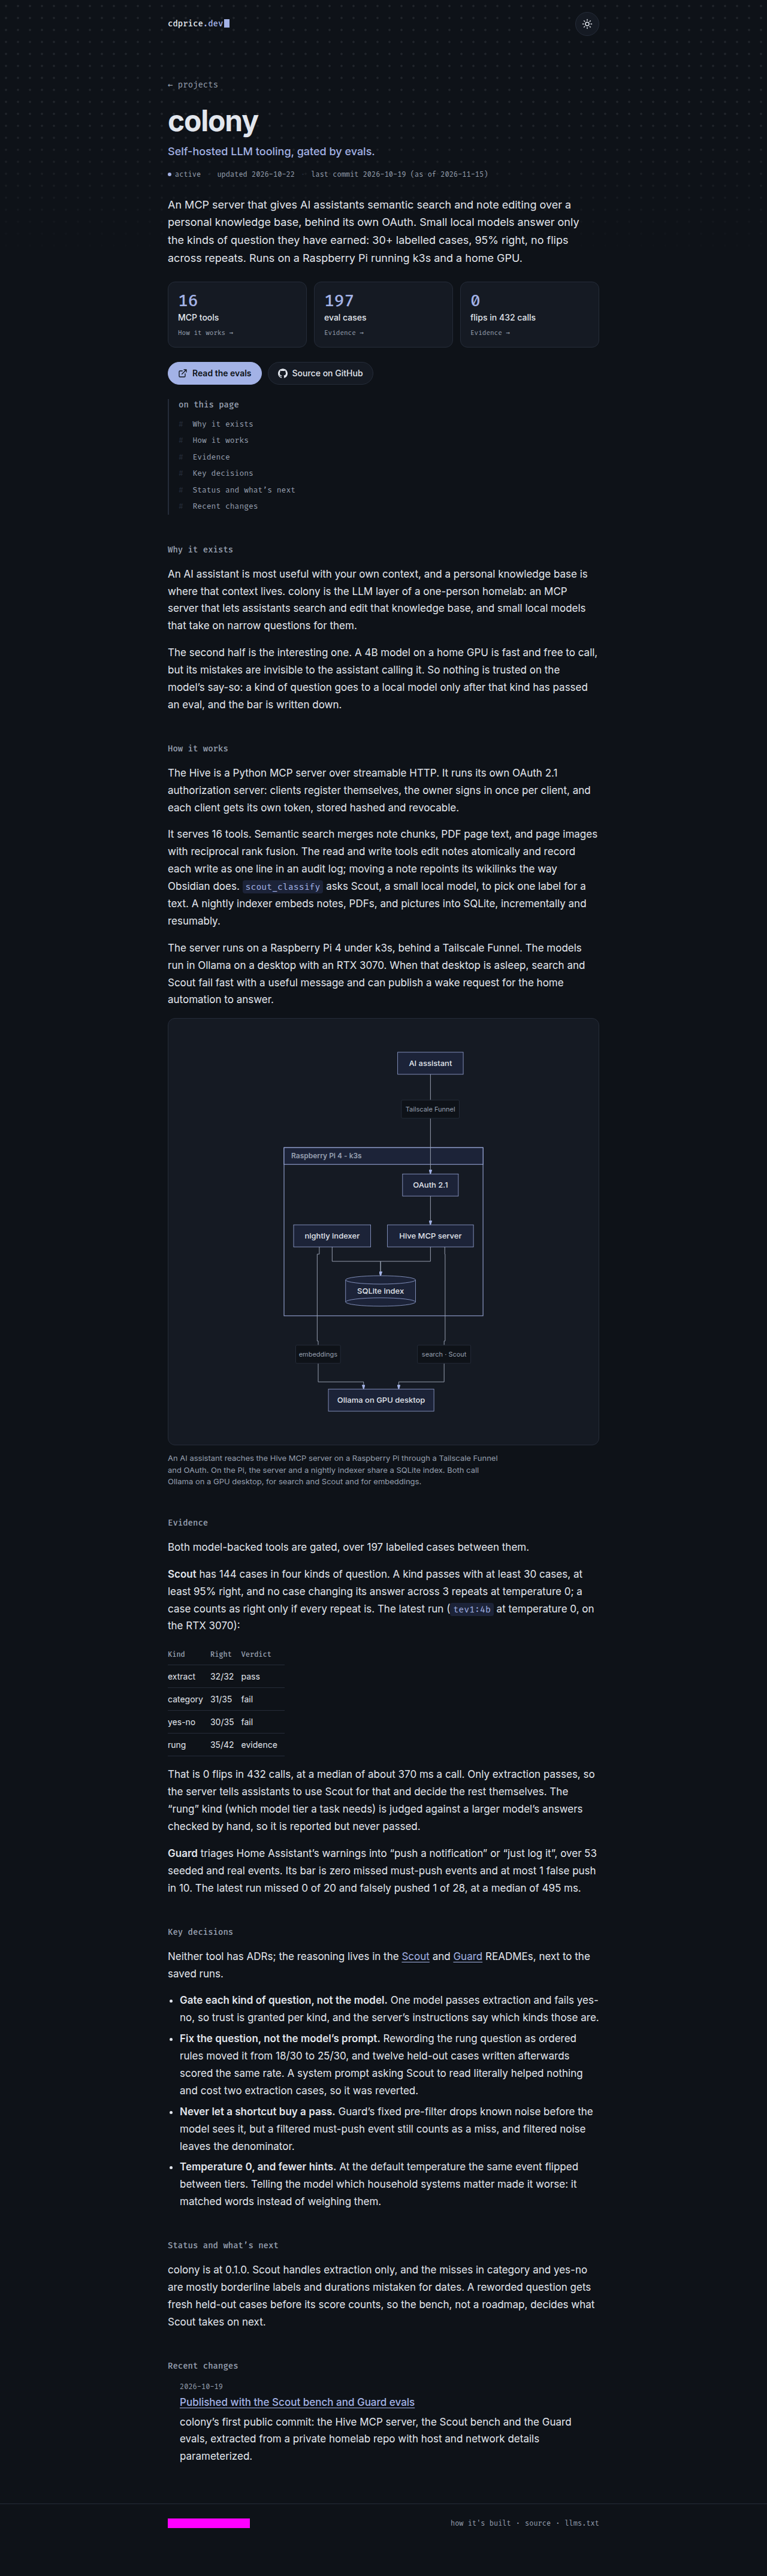 cdprice.dev
← projects
colony
Self-hosted LLM tooling, gated by evals.
active · updated 2026-10-22 · last commit 2026-10-19 (as of 2026-11-15)
An MCP server that gives AI assistants semantic search and note editing over a
personal knowledge base, behind its own OAuth. Small local models answer only
the kinds of question they have earned: 30+ labelled cases, 95% right, no flips
across repeats. Runs on a Raspberry Pi running k3s and a home GPU.
16
MCP tools
How it works →
197
eval cases
Evidence →
0
flips in 432 calls
Evidence →
Read the evals
Source on GitHub
on this page
# Why it exists
# How it works
# Evidence
# Key decisions
# Status and what's next
# Recent changes
Why it exists
An AI assistant is most useful with your own context, and a personal knowledge base is
where that context lives. colony is the LLM layer of a one-person homelab: an MCP
server that lets assistants search and edit that knowledge base, and small local models
that take on narrow questions for them.
The second half is the interesting one. A 4B model on a home GPU is fast and free to call,
but its mistakes are invisible to the assistant calling it. So nothing is trusted on the
model's say-so: a kind of question goes to a local model only after that kind has passed
an eval, and the bar is written down.
How it works
The Hive is a Python MCP server over streamable HTTP. It runs its own OAuth 2.1
authorization server: clients register themselves, the owner signs in once per client, and
each client gets its own token, stored hashed and revocable.
It serves 16 tools. Semantic search merges note chunks, PDF page text, and page images
with reciprocal rank fusion. The read and write tools edit notes atomically and record
each write as one line in an audit log; moving a note repoints its wikilinks the way
Obsidian does. scout_classify asks Scout, a small local model, to pick one label for a
text. A nightly indexer embeds notes, PDFs, and pictures into SQLite, incrementally and
resumably.
The server runs on a Raspberry Pi 4 under k3s, behind a Tailscale Funnel. The models
run in Ollama on a desktop with an RTX 3070. When that desktop is asleep, search and
Scout fail fast with a useful message and can publish a wake request for the home
automation to answer.
AI assistant
Tailscale Funnel
Raspberry Pi 4 - k3s
OAuth 2.1
nightly indexer
Hive MCP server
SQLite index
embeddings
search · Scout
Ollama on GPU desktop
An AI assistant reaches the Hive MCP server on a Raspberry Pi through a Tailscale Funnel
and OAuth. On the Pi, the server and a nightly indexer share a SQLite index. Both call
Ollama on a GPU desktop, for search and Scout and for embeddings.
Evidence
Both model-backed tools are gated, over 197 labelled cases between them.
Scout has 144 cases in four kinds of question. A kind passes with at least 30 cases, at
least 95% right, and no case changing its answer across 3 repeats at temperature 0; a
case counts as right only if every repeat is. The latest run ( tev1:4b at temperature 0, on
the RTX 3070):
Kind Right Verdict
extract 32/32 pass
category 31/35 fail
yes-no 30/35 fail
rung 35/42 evidence
That is 0 flips in 432 calls, at a median of about 370 ms a call. Only extraction passes, so
the server tells assistants to use Scout for that and decide the rest themselves. The
“rung” kind (which model tier a task needs) is judged against a larger model's answers
checked by hand, so it is reported but never passed.
Guard triages Home Assistant's warnings into “push a notification” or “just log it”, over 53
seeded and real events. Its bar is zero missed must-push events and at most 1 false push
in 10. The latest run missed 0 of 20 and falsely pushed 1 of 28, at a median of 495 ms.
Key decisions
Neither tool has ADRs; the reasoning lives in the Scout and Guard READMEs, next to the
saved runs.
• Gate each kind of question, not the model. One model passes extraction and fails yes-
no, so trust is granted per kind, and the server's instructions say which kinds those are.
• Fix the question, not the model's prompt. Rewording the rung question as ordered
rules moved it from 18/30 to 25/30, and twelve held-out cases written afterwards
scored the same rate. A system prompt asking Scout to read literally helped nothing
and cost two extraction cases, so it was reverted.
• Never let a shortcut buy a pass. Guard's fixed pre-filter drops known noise before the
model sees it, but a filtered must-push event still counts as a miss, and filtered noise
leaves the denominator.
• Temperature 0, and fewer hints. At the default temperature the same event flipped
between tiers. Telling the model which household systems matter made it worse: it
matched words instead of weighing them.
Status and what's next
colony is at 0.1.0. Scout handles extraction only, and the misses in category and yes-no
are mostly borderline labels and durations mistaken for dates. A reworded question gets
fresh held-out cases before its score counts, so the bench, not a roadmap, decides what
Scout takes on next.
Recent changes
2026-10-19
Published with the Scout bench and Guard evals
colony's first public commit: the Hive MCP server, the Scout bench and the Guard
evals, extracted from a private homelab repo with host and network details
parameterized.
how it's built · source · llms.txt